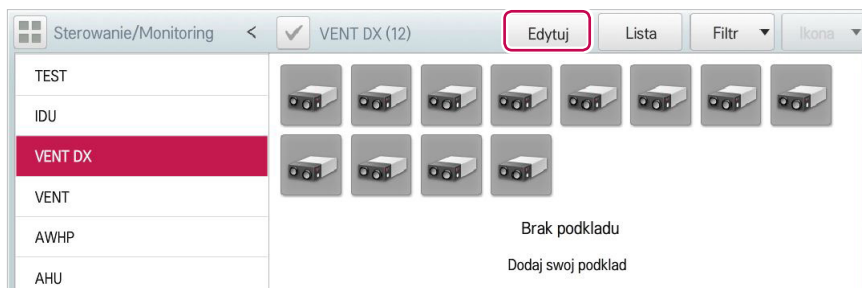 Sterowanie/Monitoring < VENT DX (12) Edytuj Lista Filtr Ikona
TEST
IDU
VENT DX
VENT
AWHP
AHU
Brak podkladu
Dodaj swoj podklad